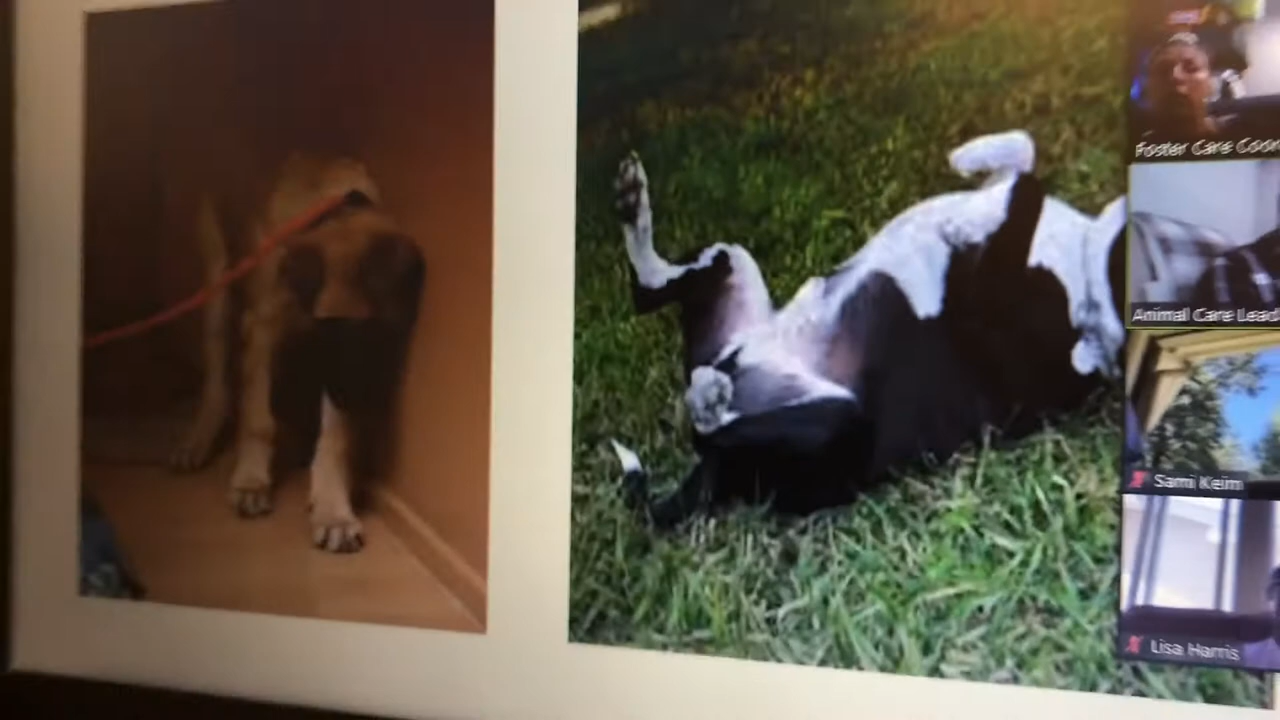 Foster Care Coor
Animal Care Lead
Sami Keim
Lisa Harris